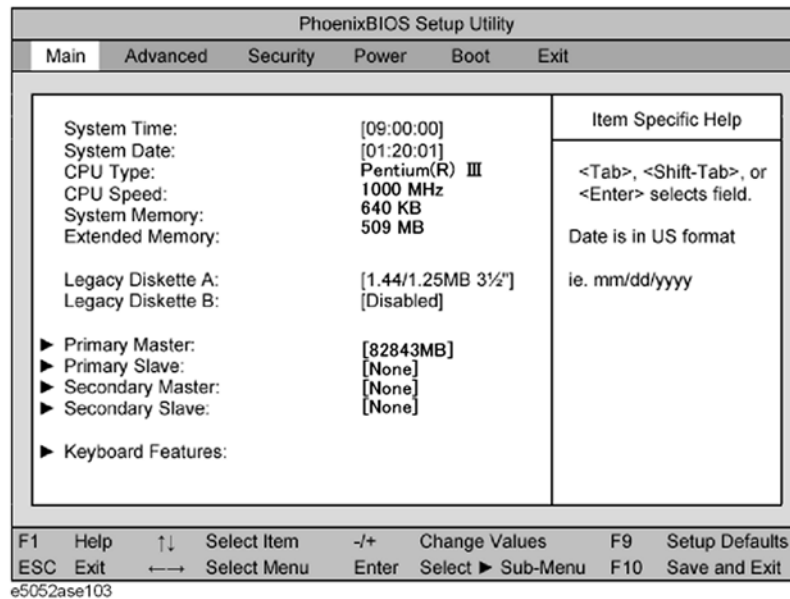 PhoenixBIOS Setup Utility
Main Advanced Security Power Boot Exit
System Time: [09:00:00]
System Date: [01:20:01]
CPU Type: Pentium(R) Ⅲ
CPU Speed: 1000 MHz
System Memory: 640 KB
Extended Memory: 509 MB
Legacy Diskette A: [1.44/1.25MB 3½"]
Legacy Diskette B: [Disabled]
► Primary Master: [82843MB]
► Primary Slave: [None]
► Secondary Master: [None]
► Secondary Slave: [None]
► Keyboard Features:
Item Specific Help
<Tab>, <Shift-Tab>, or
<Enter> selects field.
Date is in US format
ie. mm/dd/yyyy
F1 Help ↑↓ Select Item -/+ Change Values F9 Setup Defaults
ESC Exit ←→ Select Menu Enter Select ► Sub-Menu F10 Save and Exit
e5052ase103